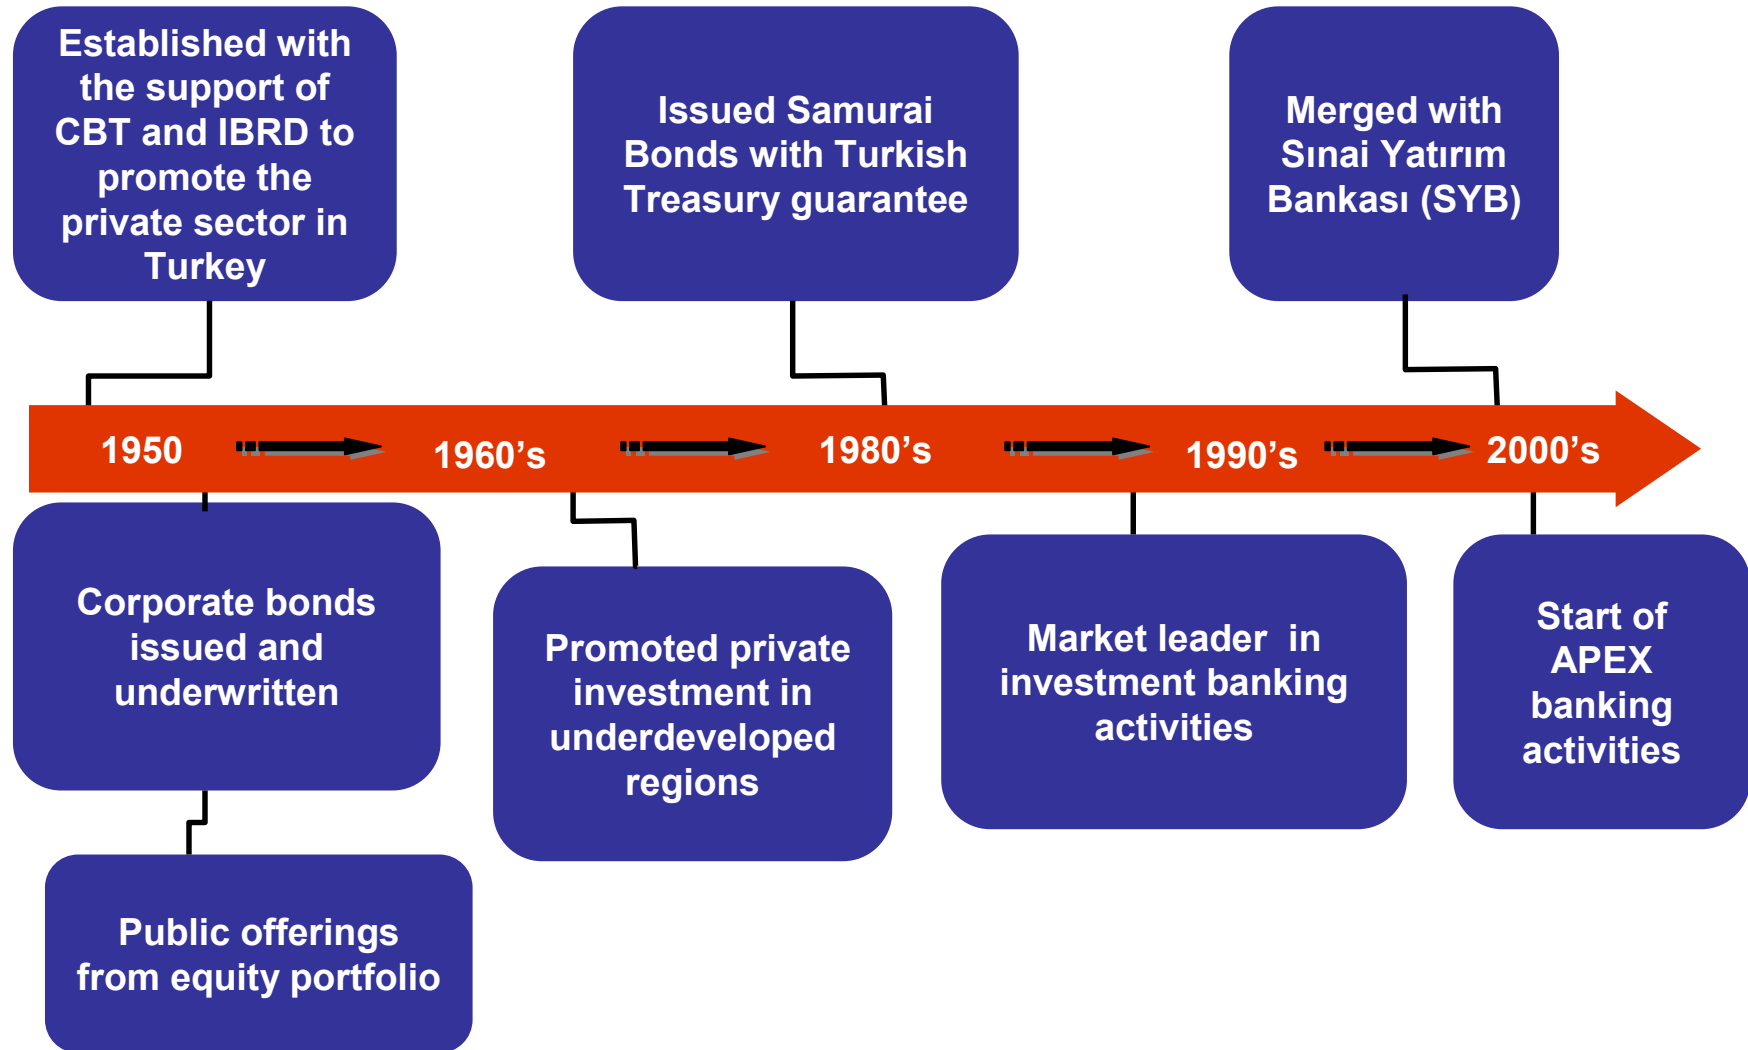 Established with
the support of
CBT and IBRD to
promote the
private sector in
Turkey
Issued Samurai
Bonds with Turkish
Treasury guarantee
Merged with
Sınai Yatırım
Bankası (SYB)
1950
1960’s
1980’s
1990’s
2000’s
Corporate bonds
issued and
underwritten
Public offerings
from equity portfolio
Promoted private
investment in
underdeveloped
regions
Market leader in
investment banking
activities
Start of
APEX
banking
activities